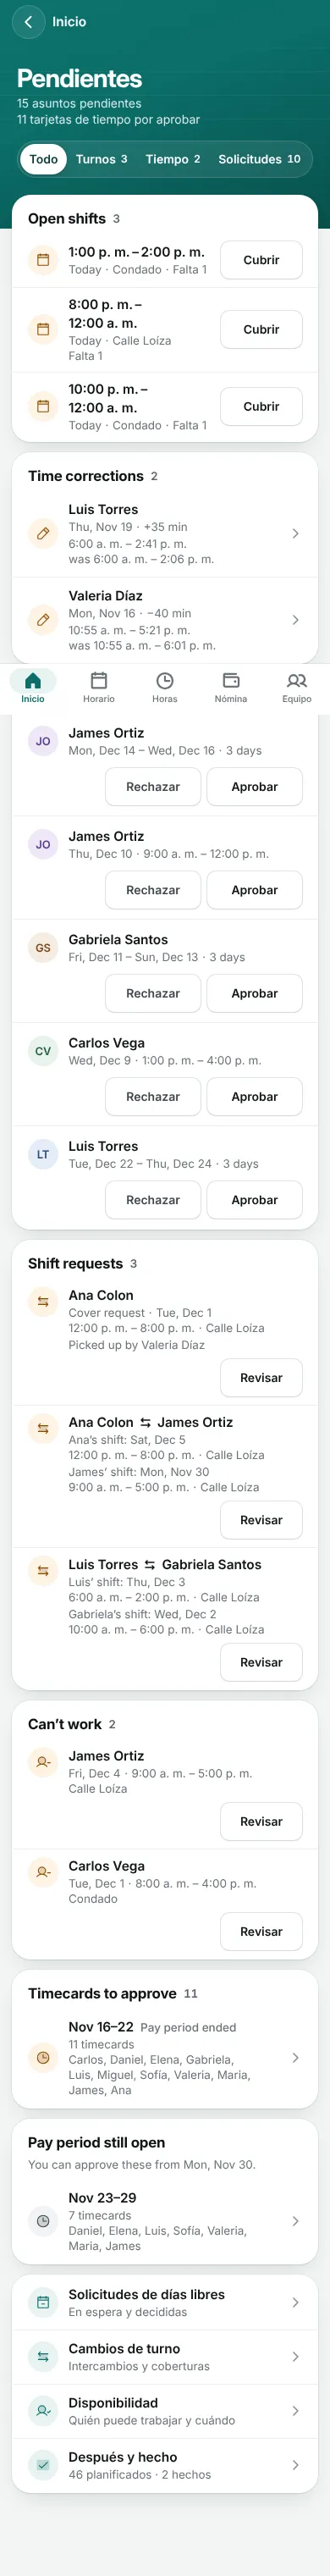 Inicio
Pendientes
15 asuntos pendientes
11 tarjetas de tiempo por aprobar
Todo Turnos 3 Tiempo 2 Solicitudes 10
Open shifts 3
1:00 p. m. – 2:00 p. m.
Today · Condado · Falta 1
Cubrir
8:00 p. m. –
12:00 a. m.
Today · Calle Loíza
Falta 1
Cubrir
10:00 p. m. –
12:00 a. m.
Today · Condado · Falta 1
Cubrir
Time corrections 2
Luis Torres
Thu, Nov 19 · +35 min
6:00 a. m. – 2:41 p. m.
was 6:00 a. m. – 2:06 p. m.
Valeria Díaz
Mon, Nov 16 · −40 min
10:55 a. m. – 5:21 p. m.
was 10:55 a. m. – 6:01 p. m.
Inicio Horario Horas Nómina Equipo
JO
James Ortiz
Mon, Dec 14 – Wed, Dec 16 · 3 days
Rechazar Aprobar
JO
James Ortiz
Thu, Dec 10 · 9:00 a. m. – 12:00 p. m.
Rechazar Aprobar
GS
Gabriela Santos
Fri, Dec 11 – Sun, Dec 13 · 3 days
Rechazar Aprobar
CV
Carlos Vega
Wed, Dec 9 · 1:00 p. m. – 4:00 p. m.
Rechazar Aprobar
LT
Luis Torres
Tue, Dec 22 – Thu, Dec 24 · 3 days
Rechazar Aprobar
Shift requests 3
Ana Colon
Cover request · Tue, Dec 1
12:00 p. m. – 8:00 p. m. · Calle Loíza
Picked up by Valeria Díaz
Revisar
Ana Colon ⇆ James Ortiz
Ana’s shift: Sat, Dec 5
12:00 p. m. – 8:00 p. m. · Calle Loíza
James’ shift: Mon, Nov 30
9:00 a. m. – 5:00 p. m. · Calle Loíza
Revisar
Luis Torres ⇆ Gabriela Santos
Luis’ shift: Thu, Dec 3
6:00 a. m. – 2:00 p. m. · Calle Loíza
Gabriela’s shift: Wed, Dec 2
10:00 a. m. – 6:00 p. m. · Calle Loíza
Revisar
Can’t work 2
James Ortiz
Fri, Dec 4 · 9:00 a. m. – 5:00 p. m.
Calle Loíza
Revisar
Carlos Vega
Tue, Dec 1 · 8:00 a. m. – 4:00 p. m.
Condado
Revisar
Timecards to approve 11
Nov 16–22 Pay period ended
11 timecards
Carlos, Daniel, Elena, Gabriela,
Luis, Miguel, Sofía, Valeria, Maria,
James, Ana
Pay period still open
You can approve these from Mon, Nov 30.
Nov 23–29
7 timecards
Daniel, Elena, Luis, Sofía, Valeria,
Maria, James
Solicitudes de días libres
En espera y decididas
Cambios de turno
Intercambios y coberturas
Disponibilidad
Quién puede trabajar y cuándo
Después y hecho
46 planificados · 2 hechos